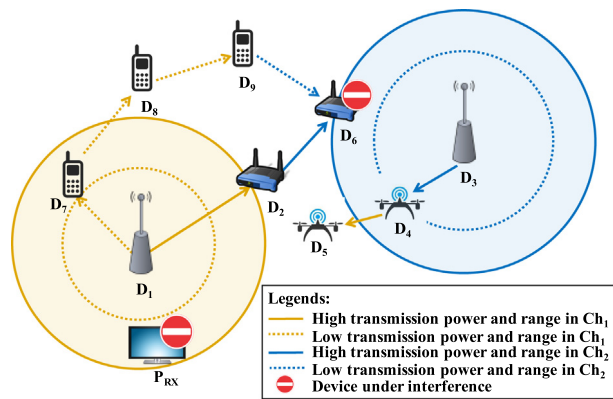 D8
D9
D6
D7
D2
D3
D1
D5
D4
PRX
Legends:
High transmission power and range in Ch1
Low transmission power and range in Ch1
High transmission power and range in Ch2
Low transmission power and range in Ch2
Device under interference